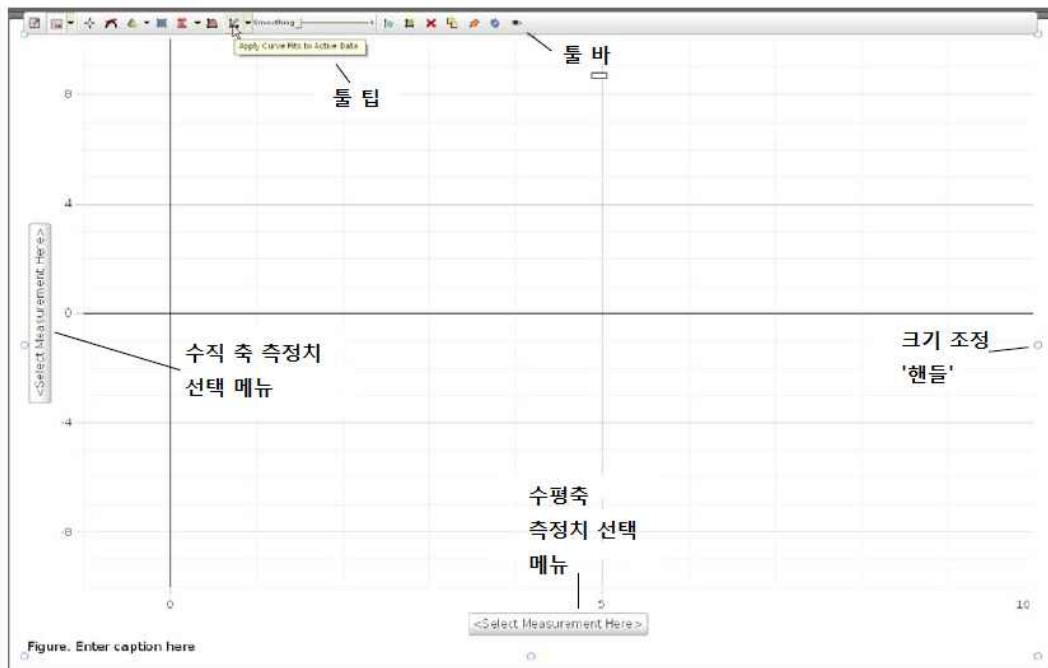 Smoothing
Apply Curve Fits to Active Data
툴 바
툴 팁
8
4
<Select Measurement Here>
0
수직 축 측정치
선택 메뉴
크기 조정
'핸들'
-4
수평축
측정치 선택
메뉴
-8
0
5
10
<Select Measurement Here>
Figure. Enter caption here